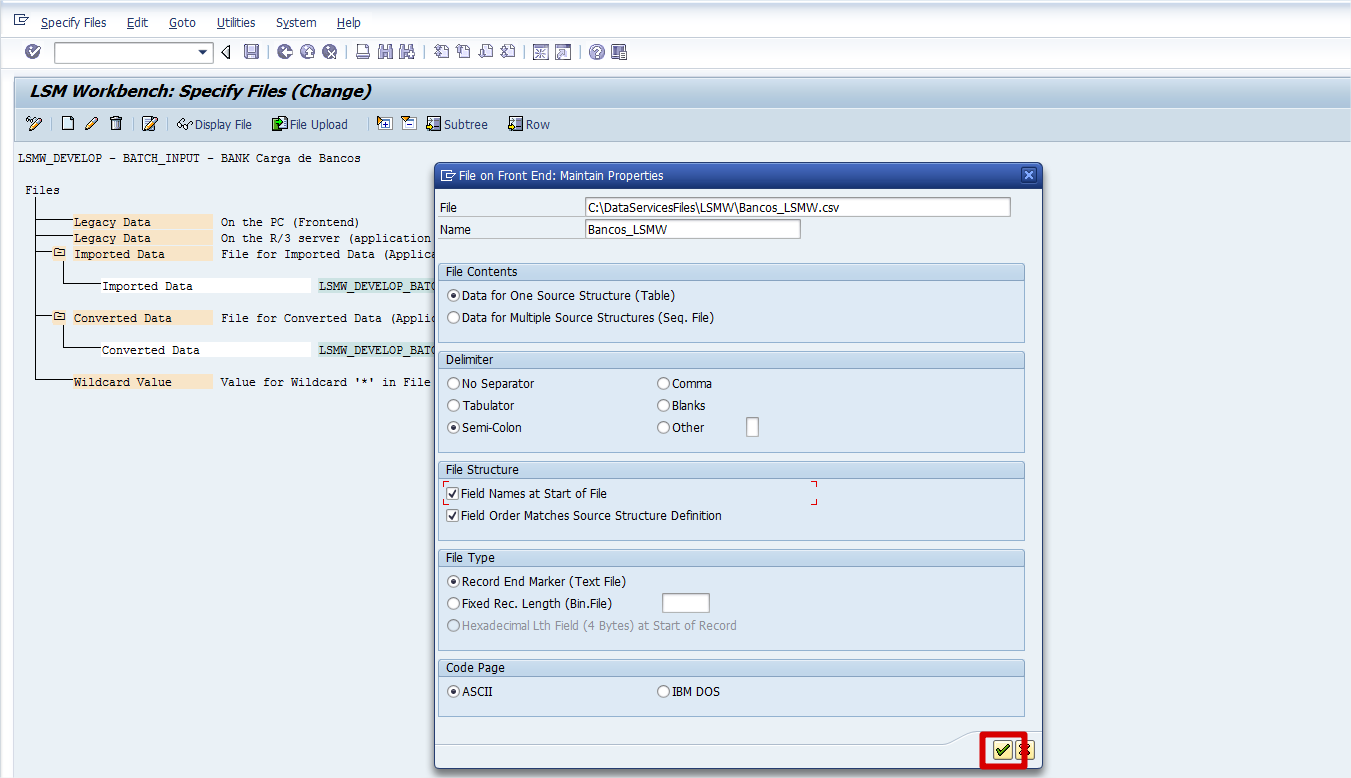 Specify Files Edit Goto Utilities System Help
LSM Workbench: Specify Files (Change)
Display File File Upload Subtree Row
LSMW_DEVELOP - BATCH_INPUT - BANK Carga de Bancos
Files
Legacy Data On the PC (Frontend)
Legacy Data On the R/3 server (application
Imported Data File for Imported Data (Applica
Imported Data LSMW_DEVELOP_BATC
Converted Data File for Converted Data (Applic
Converted Data LSMW_DEVELOP_BATC
Wildcard Value Value for Wildcard '*' in File
File on Front End: Maintain Properties
File C:\DataServicesFiles\LSMW\Bancos_LSMW.csv
Name Bancos_LSMW
File Contents
Data for One Source Structure (Table)
Data for Multiple Source Structures (Seq. File)
Delimiter
No Separator Comma
Tabulator Blanks
Semi-Colon Other
File Structure
Field Names at Start of File
Field Order Matches Source Structure Definition
File Type
Record End Marker (Text File)
Fixed Rec. Length (Bin.File)
Hexadecimal Lth Field (4 Bytes) at Start of Record
Code Page
ASCII IBM DOS